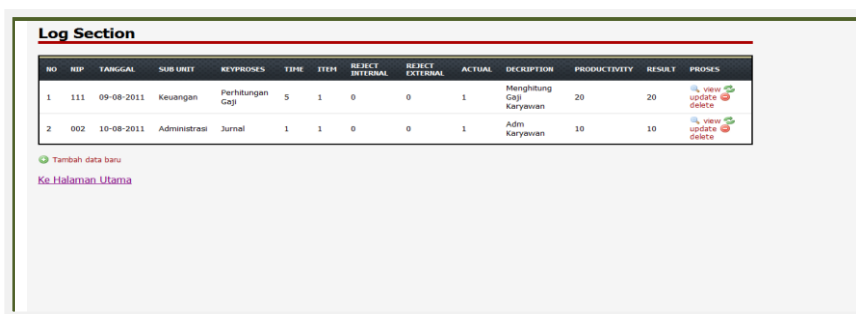 Log Section
NO NIP TANGGAL SUB UNIT KEYPROSES TIME ITEM REJECT INTERNAL REJECT EXTERNAL ACTUAL DECRIPTION PRODUCTIVITY RESULT PROSES
1 111 09-08-2011 Keuangan Perhitungan Gaji 5 1 0 0 1 Menghitung Gaji Karyawan 20 20 view update delete
2 002 10-08-2011 Administrasi Jurnal 1 1 0 0 1 Adm Karyawan 10 10 view update delete
Tambah data baru
Ke Halaman Utama